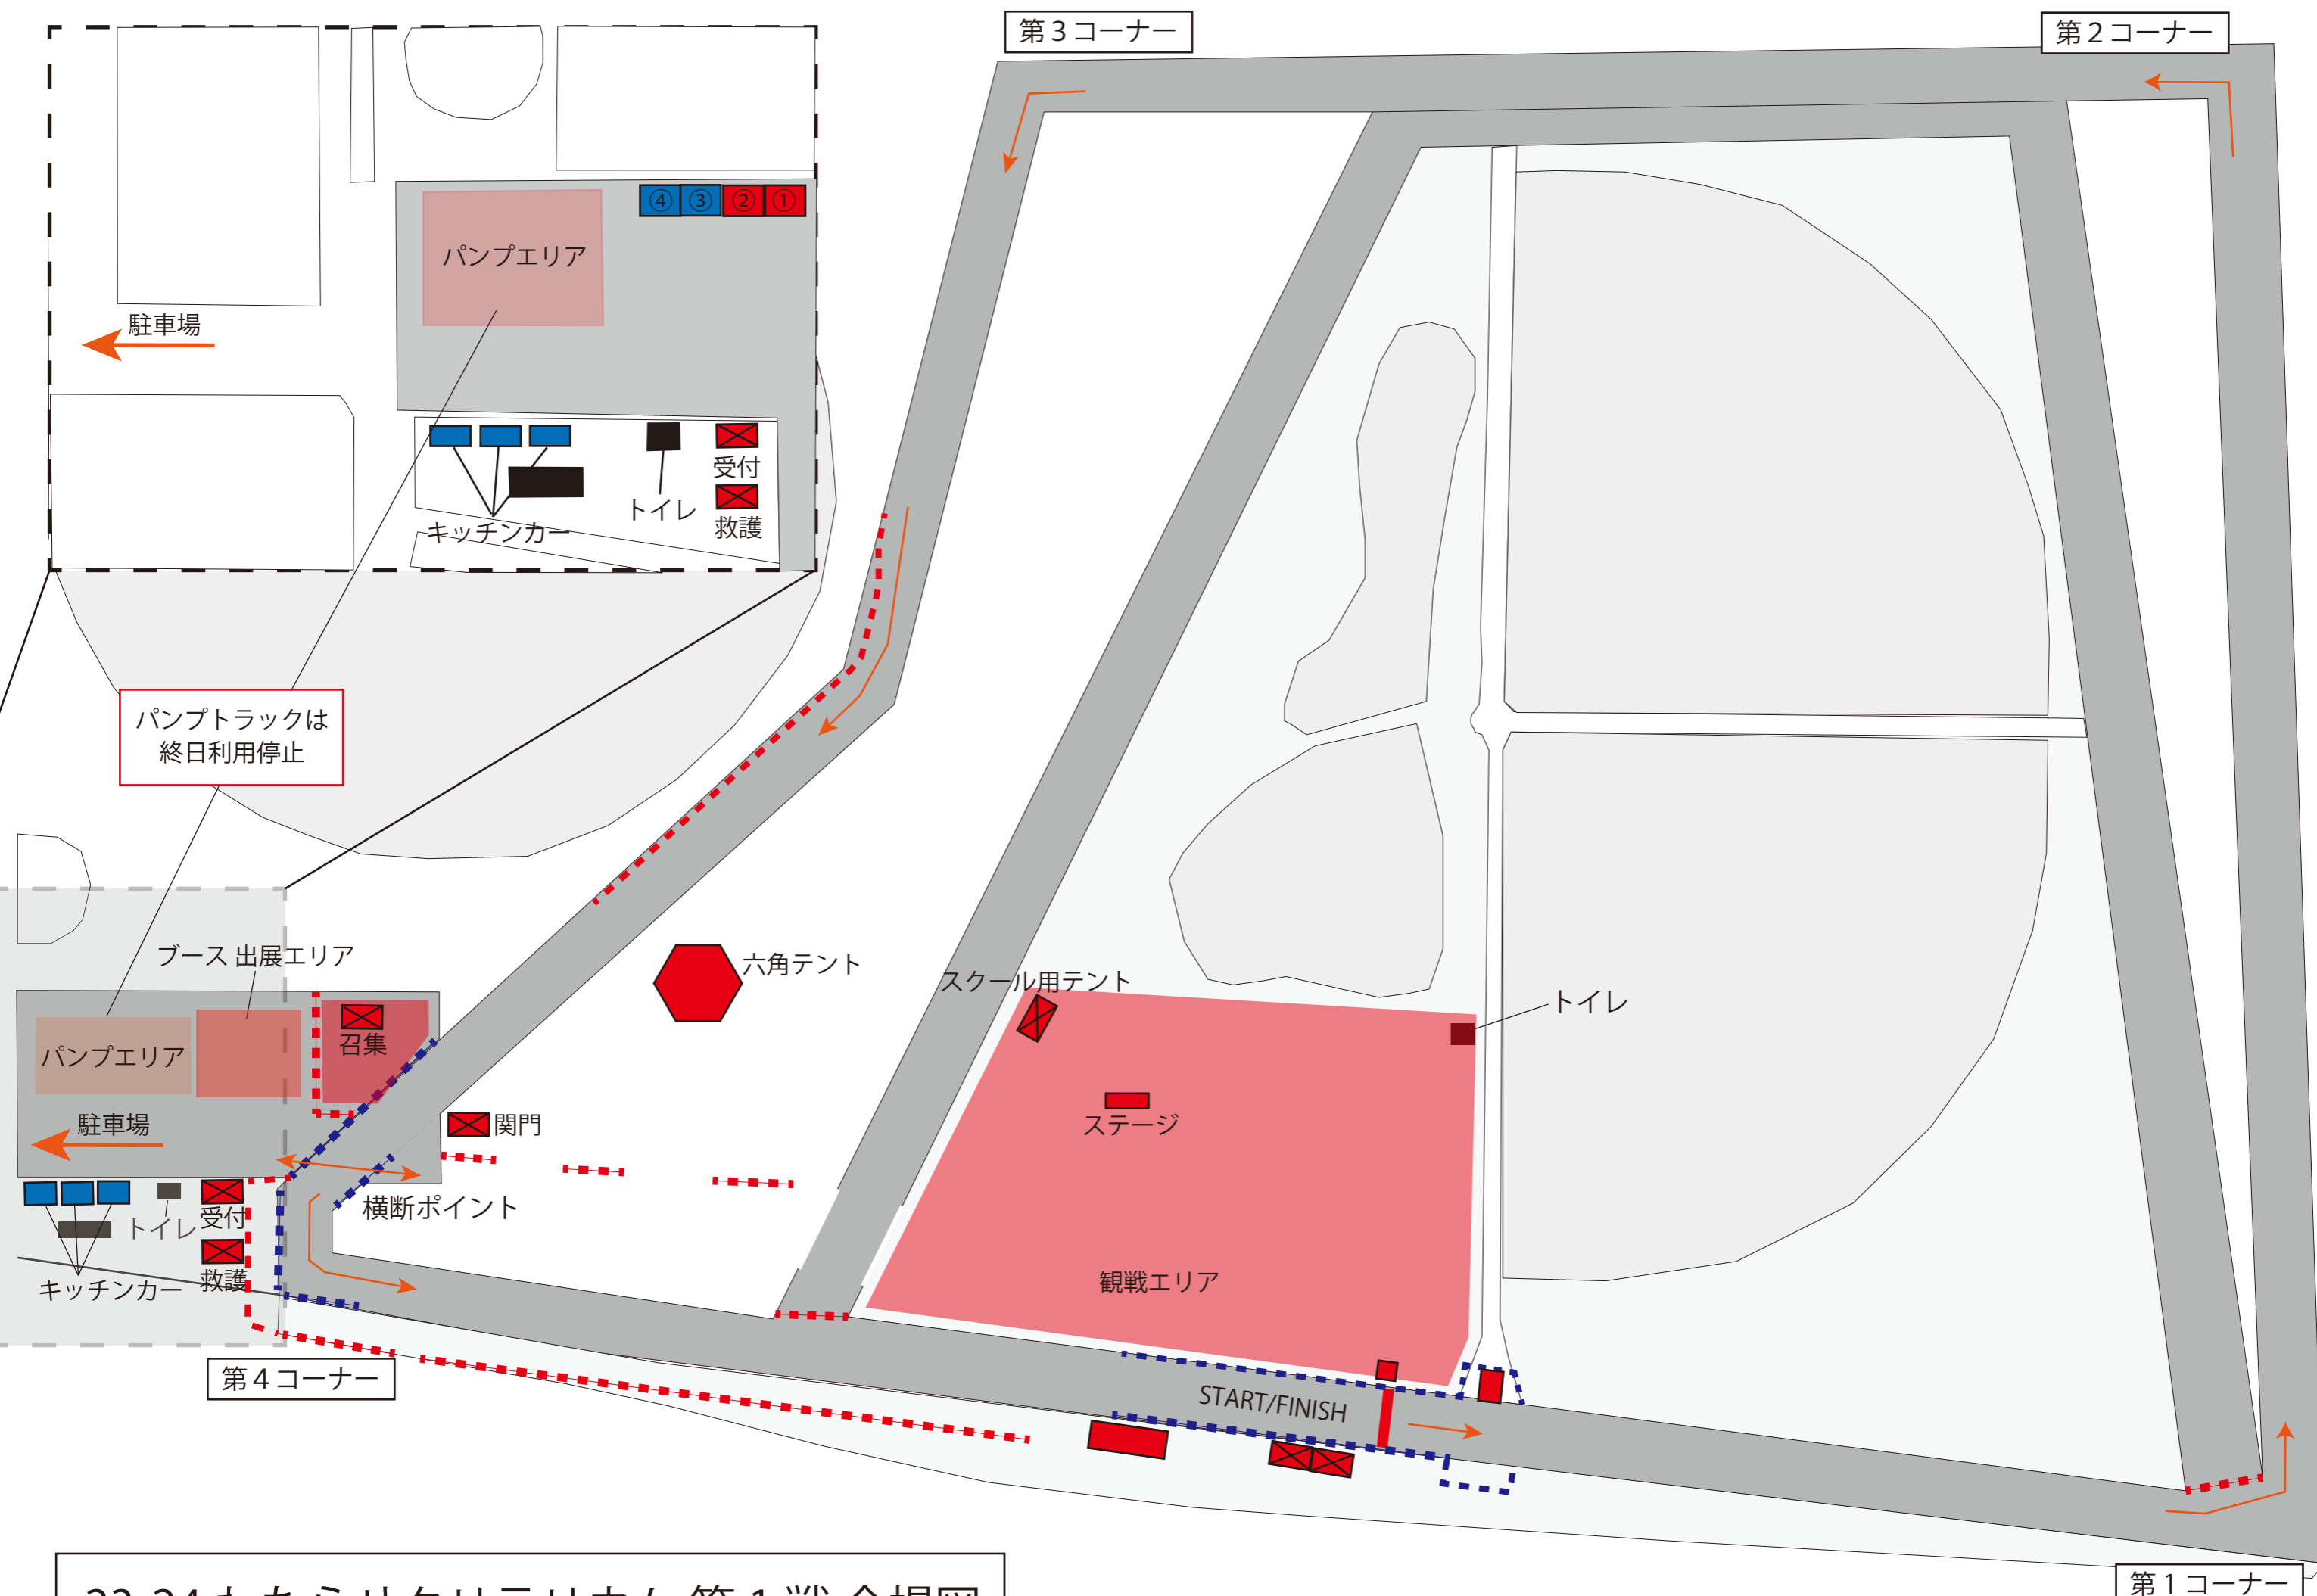 第３コーナー
第２コーナー
④ ③ ② ①
パンプエリア
駐車場
受付
トイレ
救護
キッチンカー
パンプトラックは
終日利用停止
ブース 出展エリア
六角テント
スクール用テント
トイレ
召集
パンプエリア
駐車場
関門
ステージ
横断ポイント
受付
トイレ
救護
キッチンカー
観戦エリア
第４コーナー
START/FINISH
第１コーナー